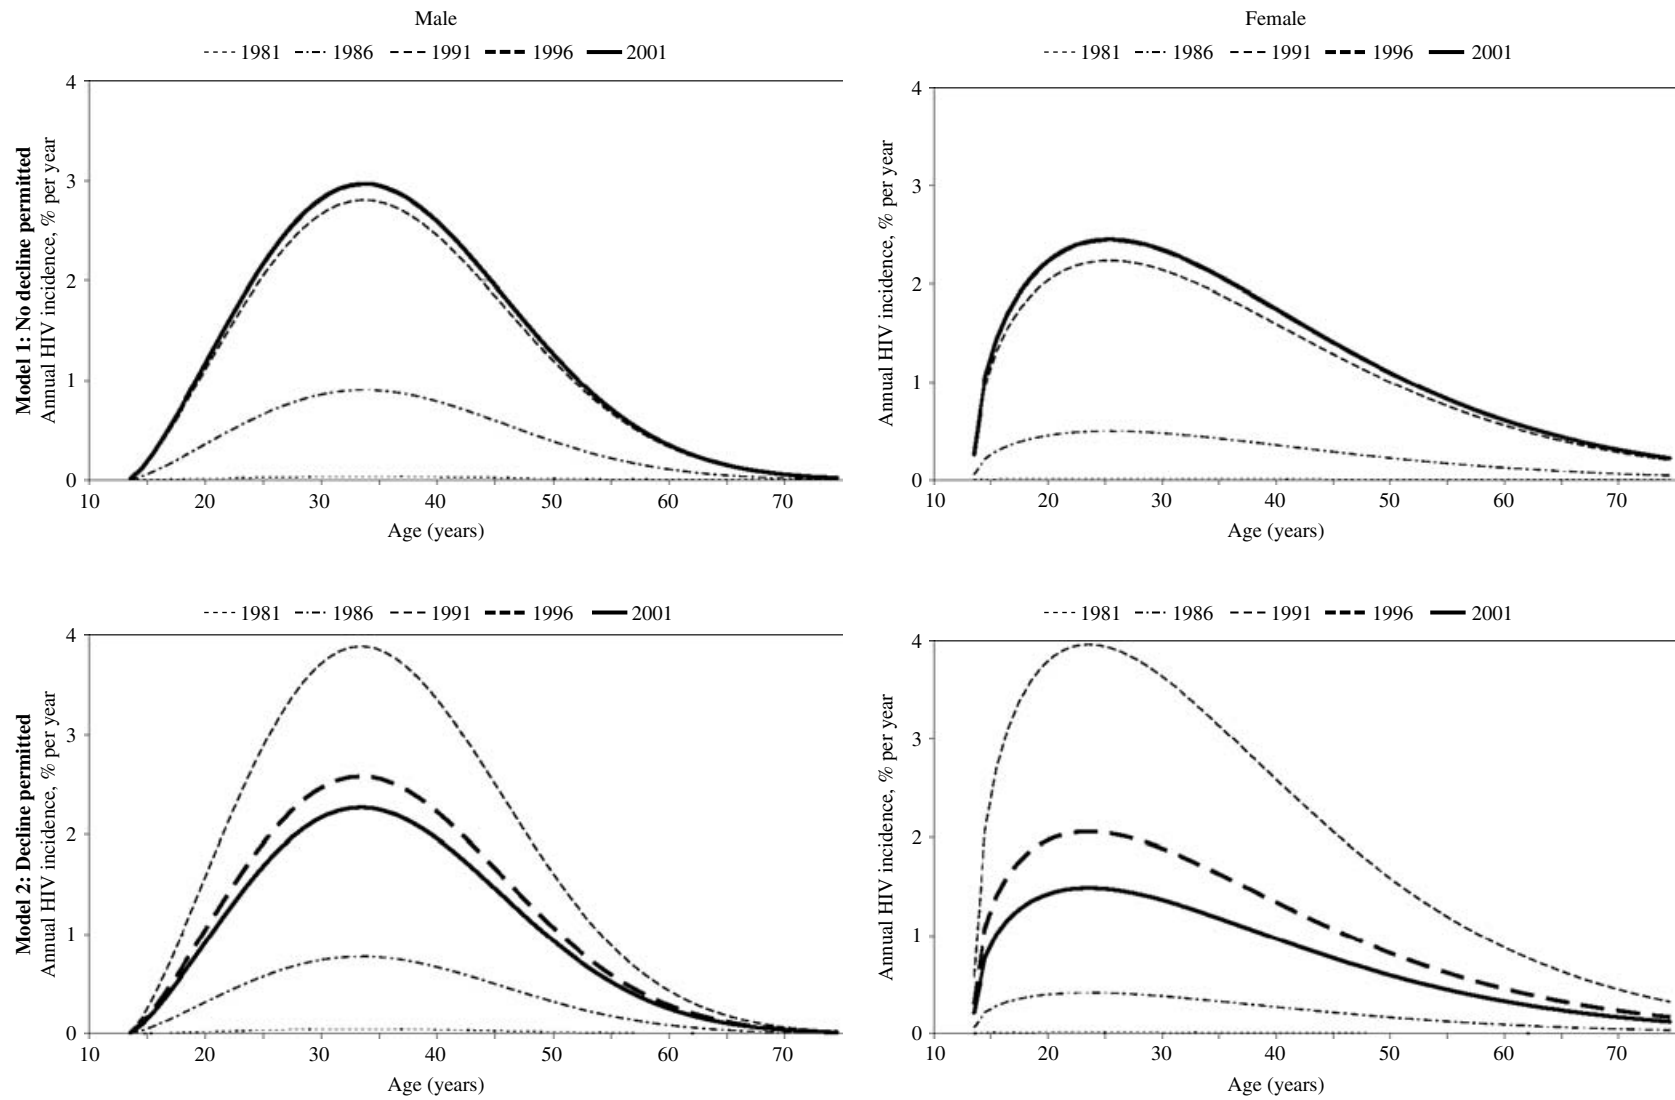 Male
1981 1986 1991 1996 2001
Model 1: No decline permitted
Annual HIV incidence, % per year
4
3
2
1
0
10 20 30 40 50 60 70
Age (years)
Female
1981 1986 1991 1996 2001
Annual HIV incidence, % per year
4
3
2
1
0
10 20 30 40 50 60 70
Age (years)
1981 1986 1991 1996 2001
Model 2: Decline permitted
Annual HIV incidence, % per year
4
3
2
1
0
10 20 30 40 50 60 70
Age (years)
1981 1986 1991 1996 2001
Annual HIV incidence, % per year
4
3
2
1
0
10 20 30 40 50 60 70
Age (years)